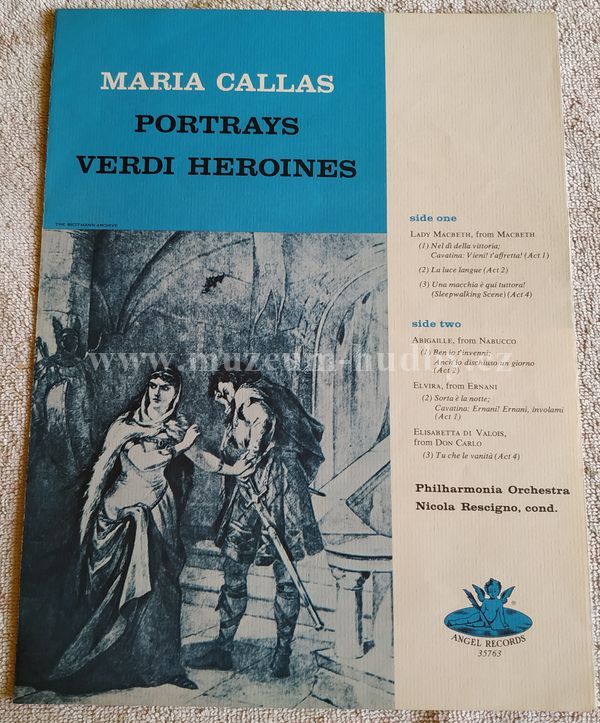 MARIA CALLAS
PORTRAYS
VERDI HEROINES
THE BETTMANN ARCHIVE
side one
LADY MACBETH, from MACBETH
(1) Nel dì della vittoria;
Cavatina: Vieni! t'affretta! (Act 1)
(2) La luce langue (Act 2)
(3) Una macchia è qui tuttora!
(Sleepwalking Scene) (Act 4)
side two
ABIGAILLE, from NABUCCO
(1) Ben io t'invenni;
Anch'io dischiuso un giorno
(Act 2)
ELVIRA, from ERNANI
(2) Sorta è la notte;
Cavatina: Ernani! Ernani, involami
(Act 1)
ELISABETTA DI VALOIS,
from DON CARLO
(3) Tu che le vanità (Act 4)
Philharmonia Orchestra
Nicola Rescigno, cond.
ANGEL RECORDS
®
35763
www.muzeum-hudby.cz